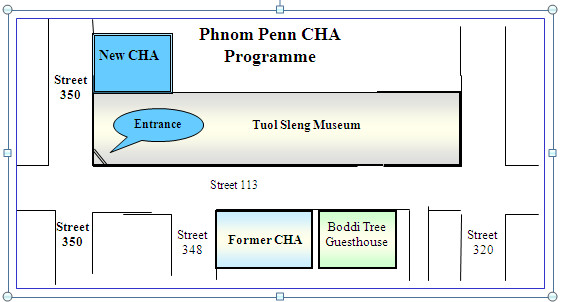 Phnom Penn CHA
Programme
New CHA
Street
350
Entrance
Tuol Sleng Museum
Street 113
Street
350
Street
348
Former CHA
Boddi Tree
Guesthouse
Street
320